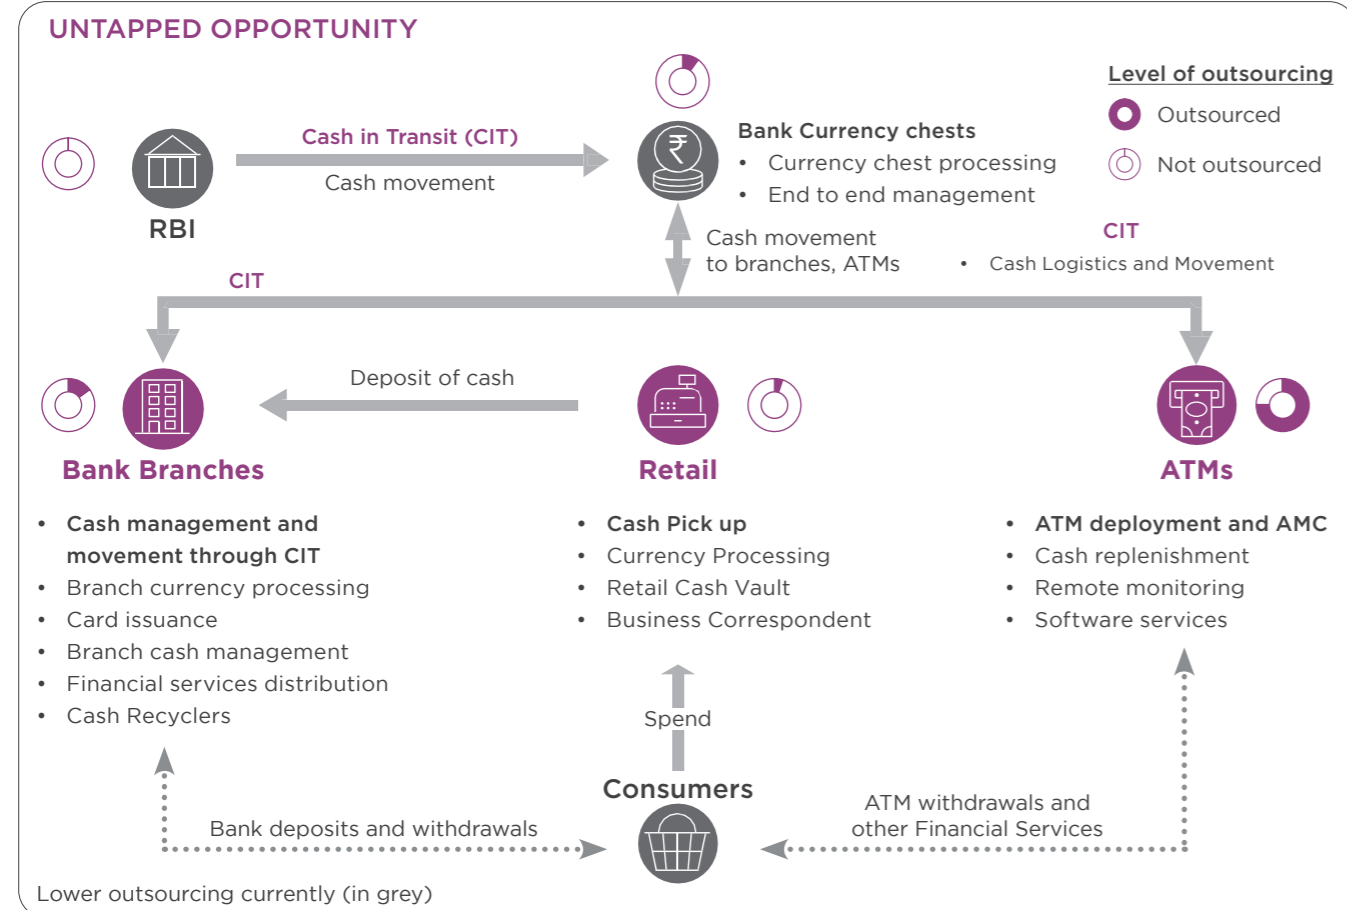 UNTAPPED OPPORTUNITY
Level of outsourcing
Outsourced
Not outsourced
RBI
Cash in Transit (CIT)
Cash movement
₹
Bank Currency chests
• Currency chest processing
• End to end management
Cash movement
to branches, ATMs
CIT
• Cash Logistics and Movement
CIT
Deposit of cash
Bank Branches
• Cash management and
movement through CIT
• Branch currency processing
• Card issuance
• Branch cash management
• Financial services distribution
• Cash Recyclers
Retail
• Cash Pick up
• Currency Processing
• Retail Cash Vault
• Business Correspondent
ATMs
• ATM deployment and AMC
• Cash replenishment
• Remote monitoring
• Software services
Spend
Consumers
Bank deposits and withdrawals
ATM withdrawals and
other Financial Services
Lower outsourcing currently (in grey)